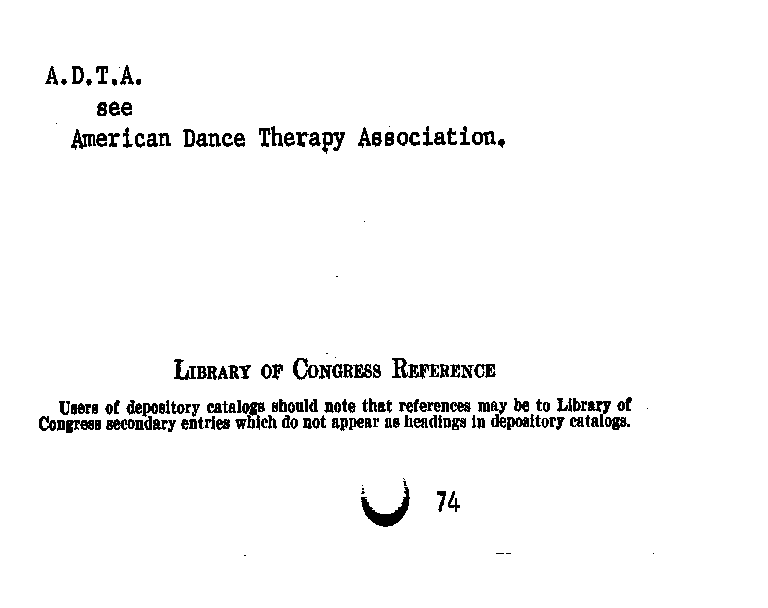 A.D.T.A.
see
American Dance Therapy Association.
LIBRARY OF CONGRESS REFERENCE
Users of depository catalogs should note that references may be to Library of
Congress secondary entries which do not appear as headings in depository catalogs.
74